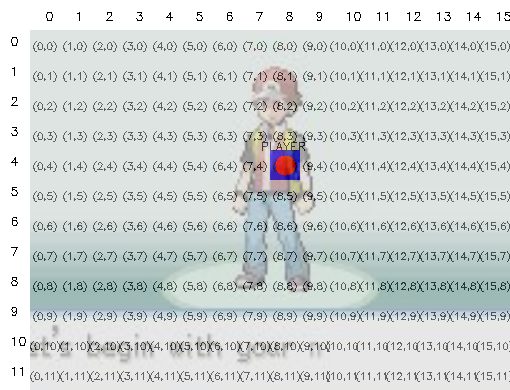 0 1 2 3 4 5 6 7 8 9 10 11 12 13 14 15
0 (0,0) (1,0) (2,0) (3,0) (4,0) (5,0) (6,0) (7,0) (8,0) (9,0) (10,0)(11,0)(12,0)(13,0)(14,0)(15,0)
1 (0,1) (1,1) (2,1) (3,1) (4,1) (5,1) (6,1) (7,1) (8,1) (9,1) (10,1)(11,1)(12,1)(13,1)(14,1)(15,1)
2 (0,2) (1,2) (2,2) (3,2) (4,2) (5,2) (6,2) (7,2) (8,2) (9,2) (10,2)(11,2)(12,2)(13,2)(14,2)(15,2)
3 (0,3) (1,3) (2,3) (3,3) (4,3) (5,3) (6,3) (7,3) (8,3) (9,3) (10,3)(11,3)(12,3)(13,3)(14,3)(15,3)
PLAYER
4 (0,4) (1,4) (2,4) (3,4) (4,4) (5,4) (6,4) (7,4) (9,4) (10,4)(11,4)(12,4)(13,4)(14,4)(15,4)
5 (0,5) (1,5) (2,5) (3,5) (4,5) (5,5) (6,5) (7,5) (8,5) (9,5) (10,5)(11,5)(12,5)(13,5)(14,5)(15,5)
6 (0,6) (1,6) (2,6) (3,6) (4,6) (5,6) (6,6) (7,6) (8,6) (9,6) (10,6)(11,6)(12,6)(13,6)(14,6)(15,6)
7 (0,7) (1,7) (2,7) (3,7) (4,7) (5,7) (6,7) (7,7) (8,7) (9,7) (10,7)(11,7)(12,7)(13,7)(14,7)(15,7)
8 (0,8) (1,8) (2,8) (3,8) (4,8) (5,8) (6,8) (7,8) (8,8) (9,8) (10,8)(11,8)(12,8)(13,8)(14,8)(15,8)
9 (0,9) (1,9) (2,9) (3,9) (4,9) (5,9) (6,9) (7,9) (8,9) (9,9) (10,9)(11,9)(12,9)(13,9)(14,9)(15,9)
10 (0,10)(1,10)(2,10)(3,10)(4,10)(5,10)(6,10)(7,10)(8,10)(9,10)(10,10)(11,10)(12,10)(13,10)(14,10)(15,10)
et's begin with your n
11 (0,11)(1,11)(2,11)(3,11)(4,11)(5,11)(6,11)(7,11)(8,11)(9,11)(10,11)(11,11)(12,11)(13,11)(14,11)(15,11)